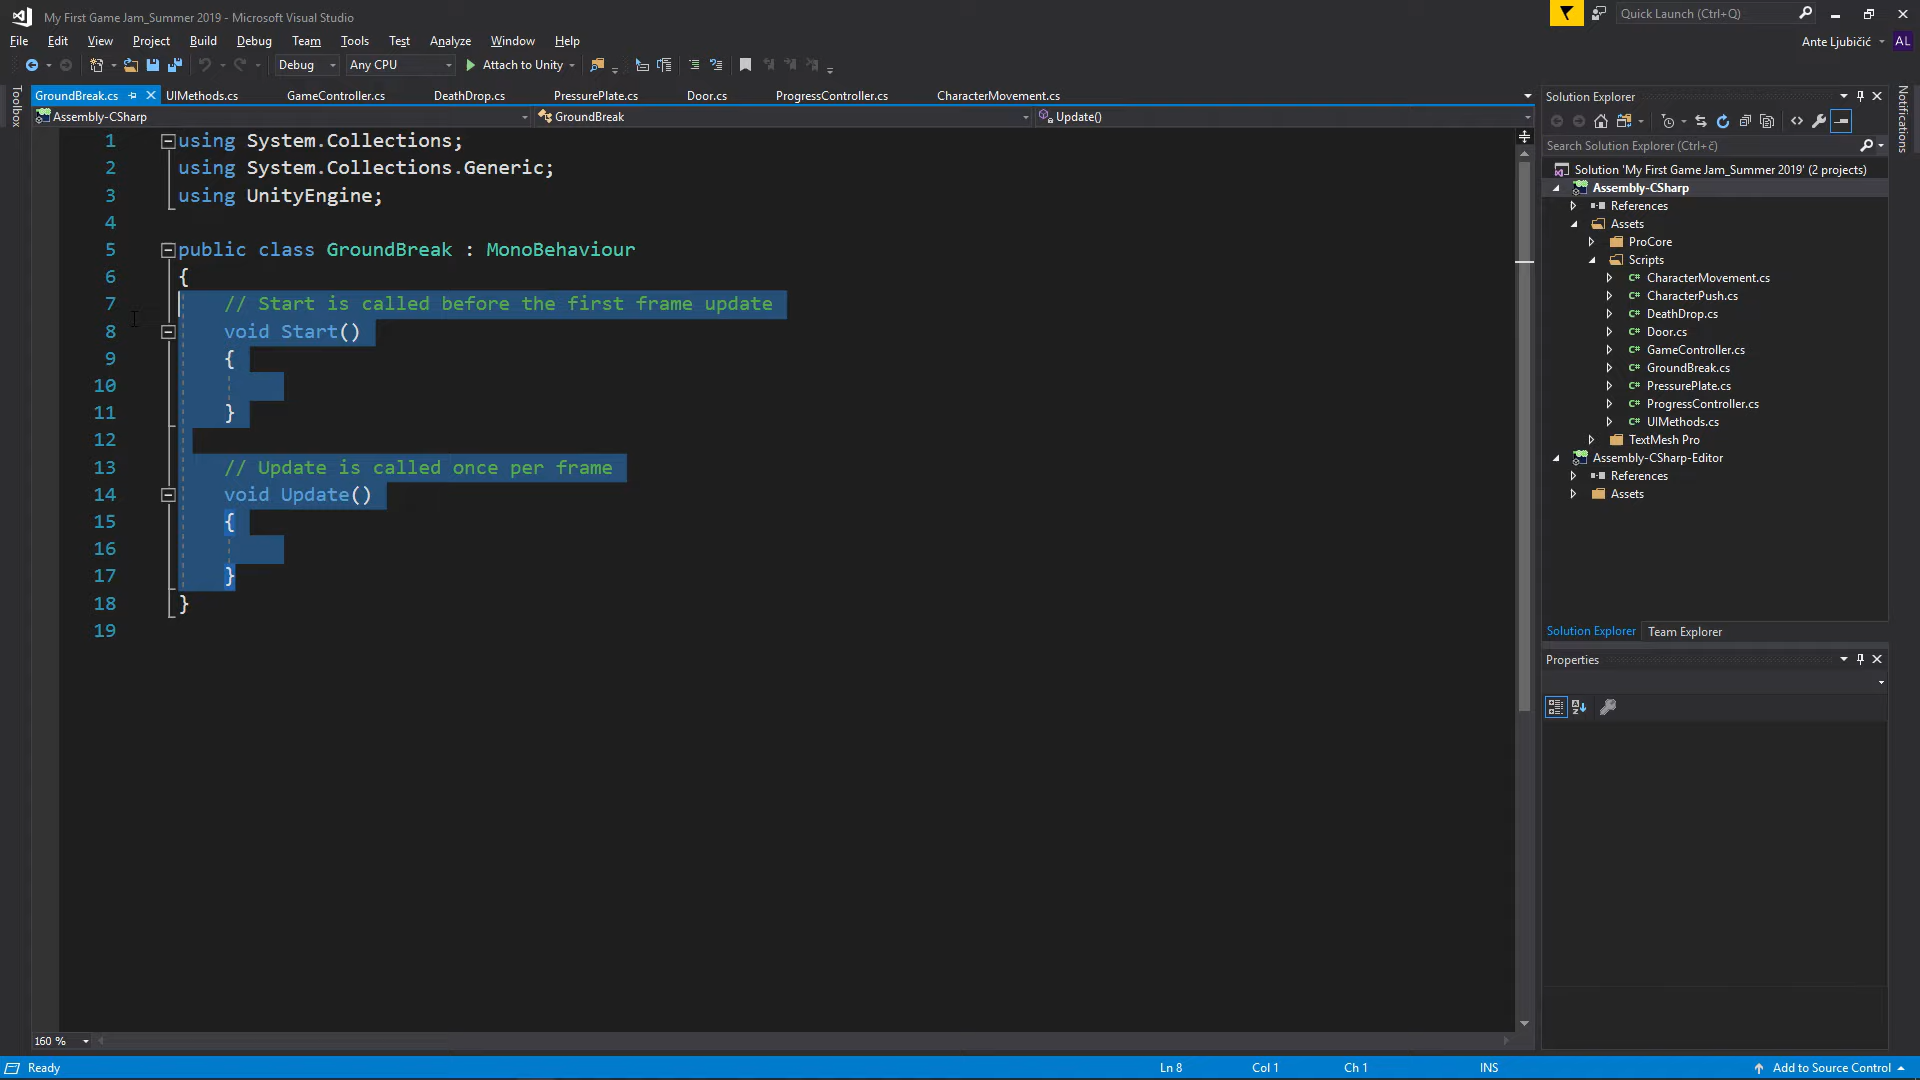 My First Game Jam_Summer 2019 - Microsoft Visual Studio
Quick Launch (Ctrl+Q)
File Edit View Project Build Debug Team Tools Test Analyze Window Help
Ante Ljubičić AL
Debug Any CPU Attach to Unity
Toolbox
GroundBreak.cs UIMethods.cs GameController.cs DeathDrop.cs PressurePlate.cs Door.cs ProgressController.cs CharacterMovement.cs
Assembly-CSharp GroundBreak Update()
1 using System.Collections;
2 using System.Collections.Generic;
3 using UnityEngine;
4
5 public class GroundBreak : MonoBehaviour
6 {
7 // Start is called before the first frame update
8 void Start()
9 {
10
11 }
12
13 // Update is called once per frame
14 void Update()
15 {
16
17 }
18 }
19
160 %
Solution Explorer
Search Solution Explorer (Ctrl+č)
Solution 'My First Game Jam_Summer 2019' (2 projects)
Assembly-CSharp
References
Assets
ProCore
Scripts
C# CharacterMovement.cs
C# CharacterPush.cs
C# DeathDrop.cs
C# Door.cs
C# GameController.cs
C# GroundBreak.cs
C# PressurePlate.cs
C# ProgressController.cs
C# UIMethods.cs
TextMesh Pro
Assembly-CSharp-Editor
References
Assets
Solution Explorer Team Explorer
Properties
Notifications
Ready Ln 8 Col 1 Ch 1 INS Add to Source Control